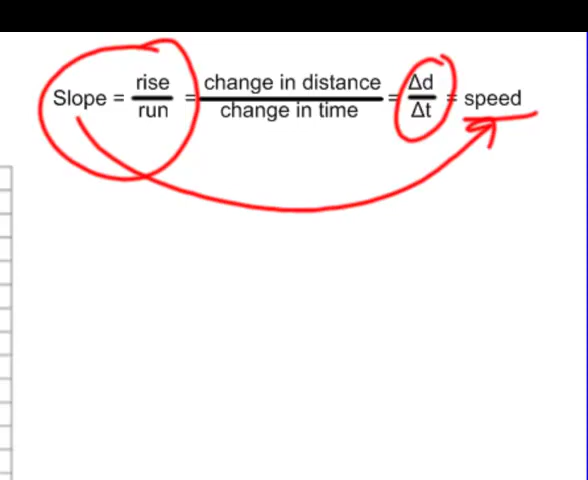 Slope = rise/run = change in distance/change in time = Δd/Δt = speed